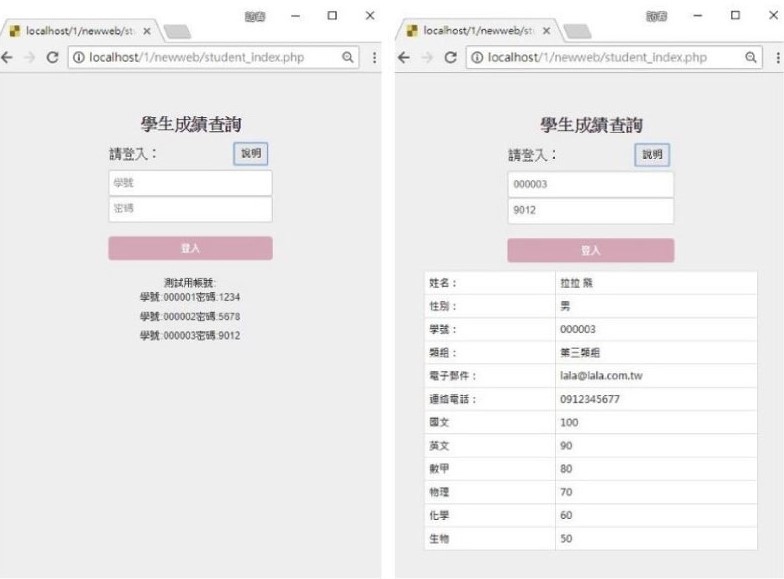 訪客
localhost/1/newweb/st
localhost/1/newweb/student_index.php
學生成績查詢
請登入：
說明
學號
密碼
登入
測試用帳號:
學號:000001密碼:1234
學號:000002密碼:5678
學號:000003密碼:9012
訪客
localhost/1/newweb/st
localhost/1/newweb/student_index.php
學生成績查詢
請登入：
說明
000003
9012
登入
姓名： 拉拉 熊
性別： 男
學號： 000003
類組： 第三類組
電子郵件： lala@lala.com.tw
連絡電話： 0912345677
國文 100
英文 90
數甲 80
物理 70
化學 60
生物 50